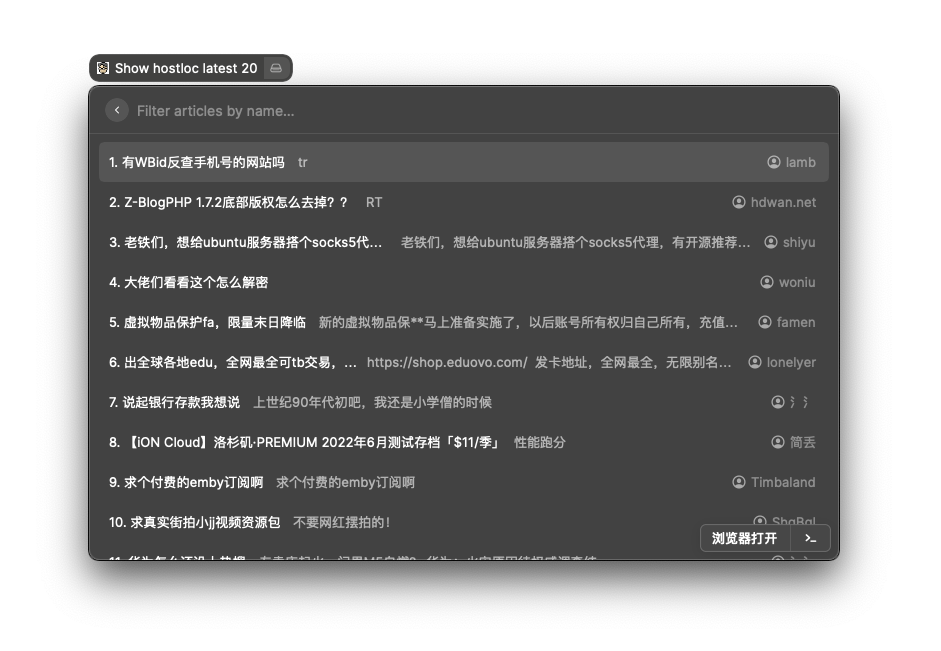 Show hostloc latest 20
Filter articles by name...
1. 有WBid反查手机号的网站吗 tr lamb
2. Z-BlogPHP 1.7.2底部版权怎么去掉？？ RT hdwan.net
3. 老铁们，想给ubuntu服务器搭个socks5代... 老铁们，想给ubuntu服务器搭个socks5代理，有开源推荐... shiyu
4. 大佬们看看这个怎么解密 woniu
5. 虚拟物品保护fa，限量末日降临 新的虚拟物品保**马上准备实施了，以后账号所有权归自己所有，充值... famen
6. 出全球各地edu，全网最全可tb交易，... https://shop.eduovo.com/ 发卡地址，全网最全，无限别名... lonelyer
7. 说起银行存款我想说 上世纪90年代初吧，我还是小学僧的时候 氵氵
8. 【iON Cloud】洛杉矶·PREMIUM 2022年6月测试存档「$11/季」 性能跑分 简丢
9. 求个付费的emby订阅啊 求个付费的emby订阅啊 Timbaland
10. 求真实街拍小jj视频资源包 不要网红摆拍的！
浏览器打开 >_